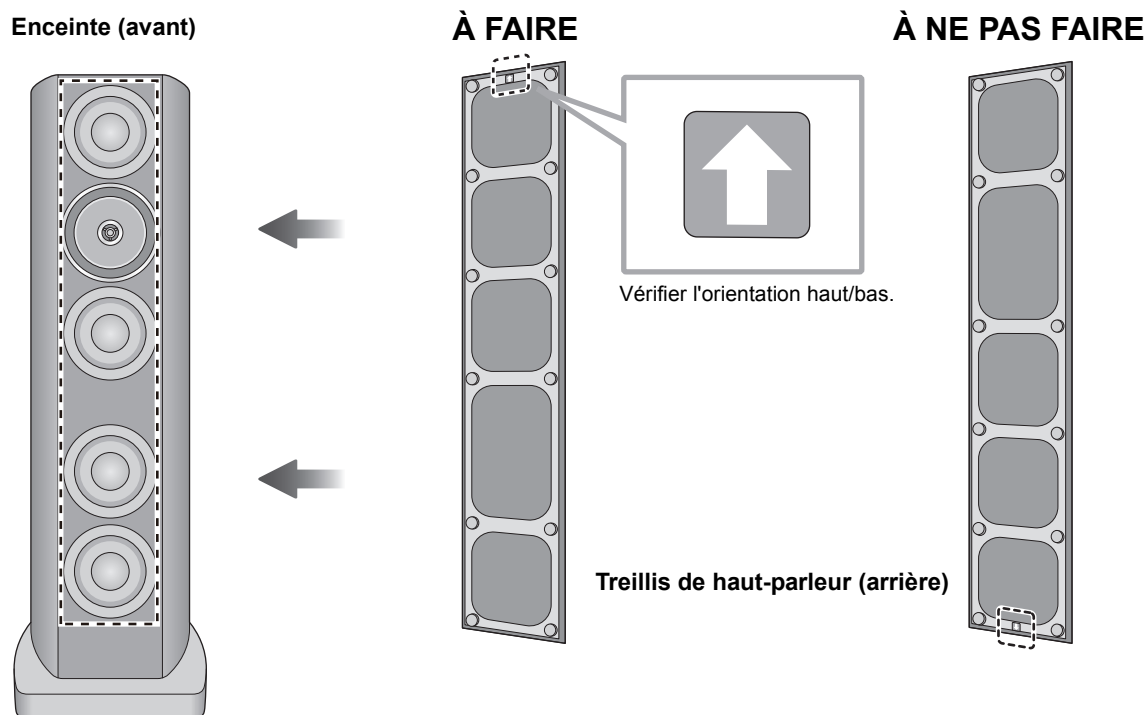 Enceinte (avant)
À FAIRE
À NE PAS FAIRE
Vérifier l'orientation haut/bas.
Treillis de haut-parleur (arrière)